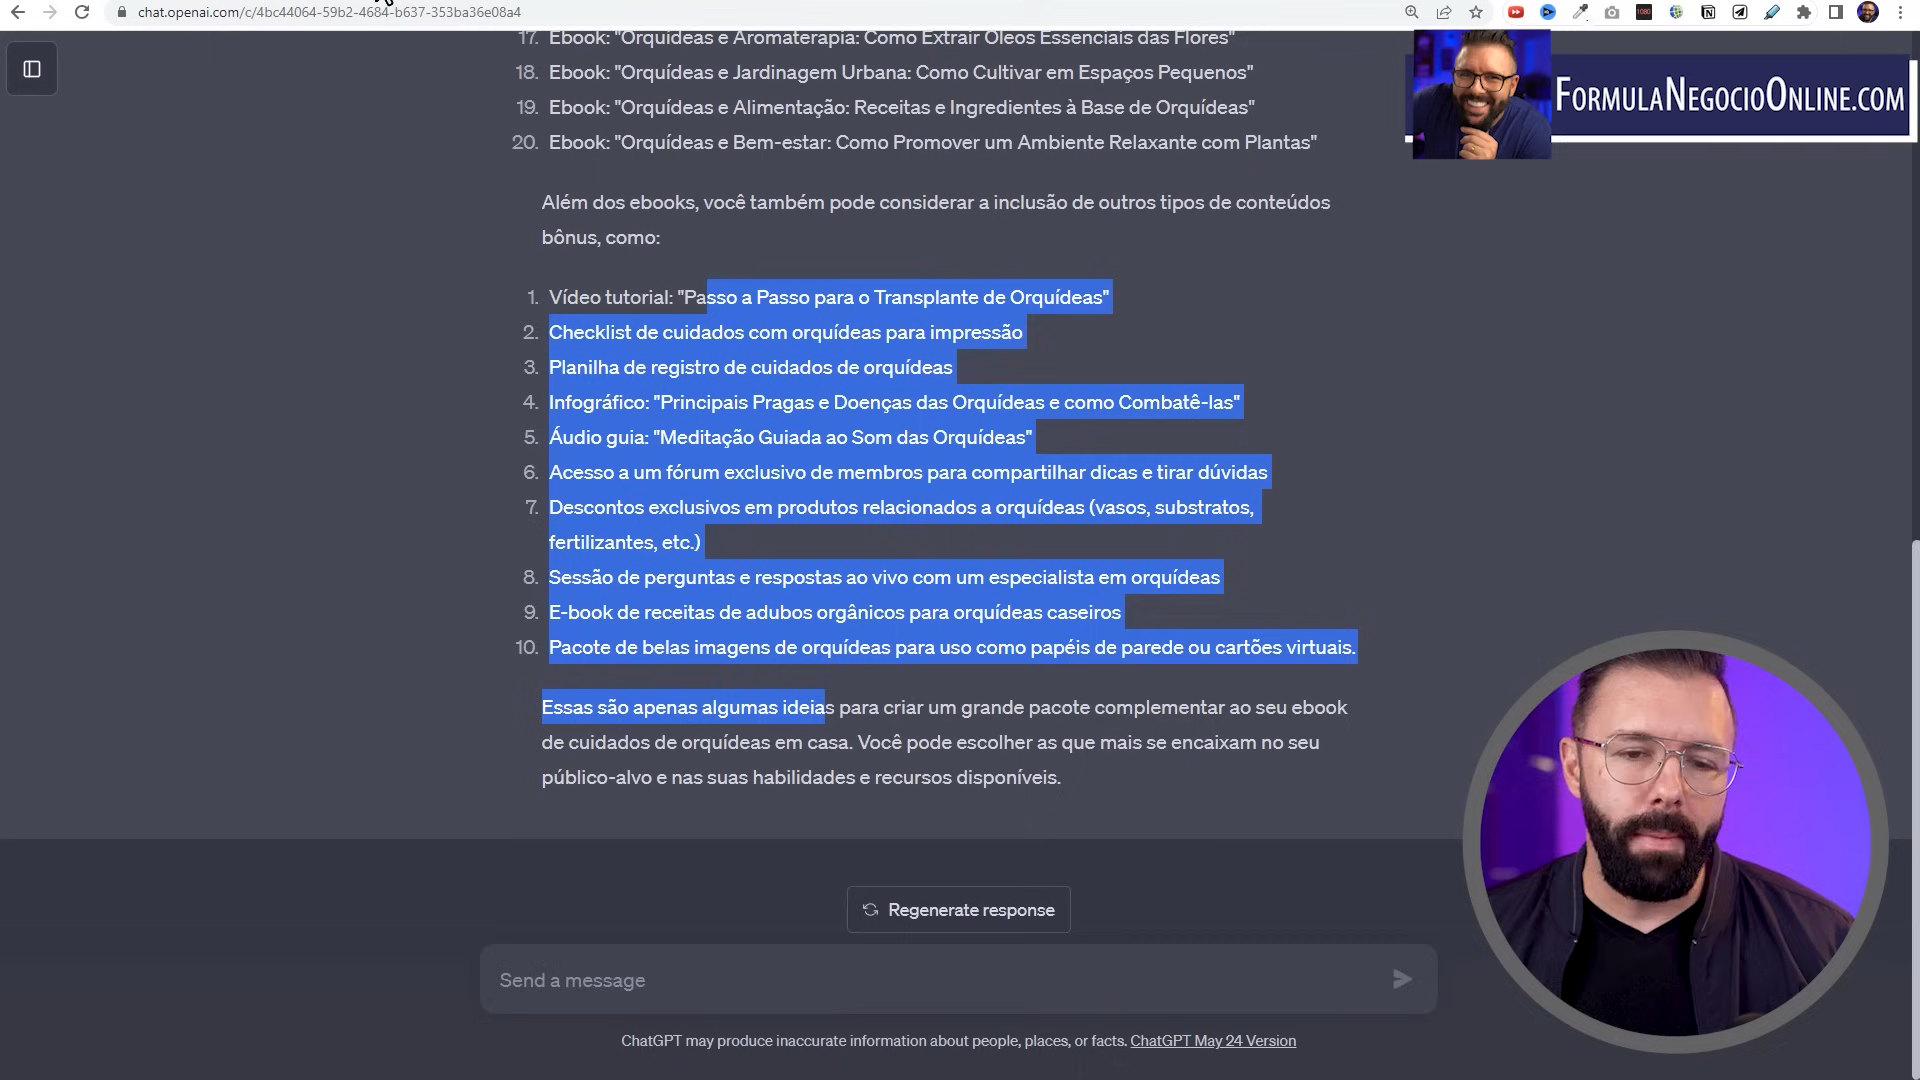 chat.openai.com/c/4bc44064-59b2-4684-b637-353ba36e08a4
17. Ebook: "Orquídeas e Aromaterapia: Como Extrair Óleos Essenciais das Flores"
18. Ebook: "Orquídeas e Jardinagem Urbana: Como Cultivar em Espaços Pequenos"
19. Ebook: "Orquídeas e Alimentação: Receitas e Ingredientes à Base de Orquídeas"
20. Ebook: "Orquídeas e Bem-estar: Como Promover um Ambiente Relaxante com Plantas"
FormulaNegocioOnline.com
Além dos ebooks, você também pode considerar a inclusão de outros tipos de conteúdos
bônus, como:
1. Vídeo tutorial: "Passo a Passo para o Transplante de Orquídeas"
2. Checklist de cuidados com orquídeas para impressão
3. Planilha de registro de cuidados de orquídeas
4. Infográfico: "Principais Pragas e Doenças das Orquídeas e como Combatê-las"
5. Áudio guia: "Meditação Guiada ao Som das Orquídeas"
6. Acesso a um fórum exclusivo de membros para compartilhar dicas e tirar dúvidas
7. Descontos exclusivos em produtos relacionados a orquídeas (vasos, substratos,
fertilizantes, etc.)
8. Sessão de perguntas e respostas ao vivo com um especialista em orquídeas
9. E-book de receitas de adubos orgânicos para orquídeas caseiros
10. Pacote de belas imagens de orquídeas para uso como papéis de parede ou cartões virtuais.
Essas são apenas algumas ideias para criar um grande pacote complementar ao seu ebook
de cuidados de orquídeas em casa. Você pode escolher as que mais se encaixam no seu
público-alvo e nas suas habilidades e recursos disponíveis.
Regenerate response
Send a message
ChatGPT may produce inaccurate information about people, places, or facts. ChatGPT May 24 Version